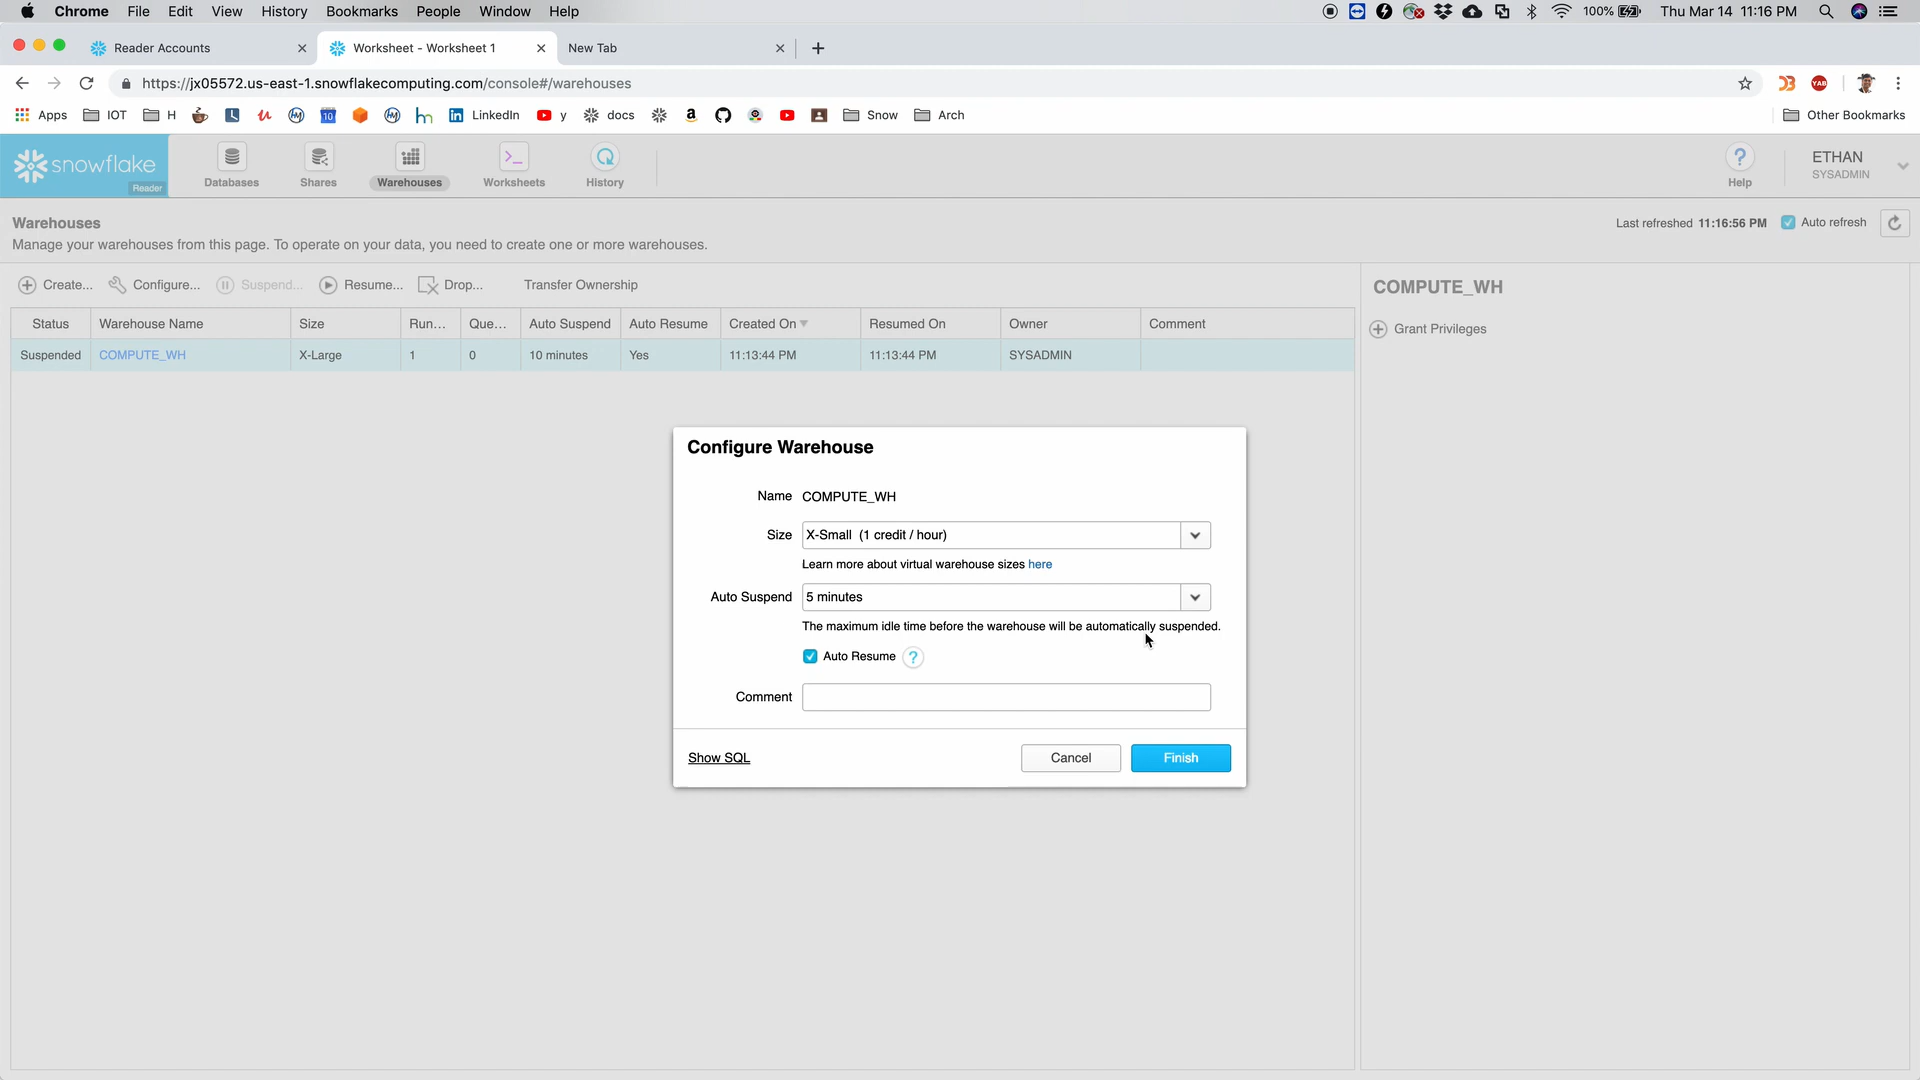 Chrome File Edit View History Bookmarks People Window Help 100% Thu Mar 14 11:16 PM
Reader Accounts Worksheet - Worksheet 1 New Tab
https://jx05572.us-east-1.snowflakecomputing.com/console#/warehouses
Apps IOT H LinkedIn y docs Snow Arch Other Bookmarks
snowflake Reader
Databases Shares Warehouses Worksheets History Help
ETHAN
SYSADMIN
Warehouses
Last refreshed 11:16:56 PM Auto refresh
Manage your warehouses from this page. To operate on your data, you need to create one or more warehouses.
Create... Configure... Suspend... Resume... Drop... Transfer Ownership
Status Warehouse Name Size Run... Que... Auto Suspend Auto Resume Created On Resumed On Owner Comment
Suspended COMPUTE_WH X-Large 1 0 10 minutes Yes 11:13:44 PM 11:13:44 PM SYSADMIN
COMPUTE_WH
Grant Privileges
Configure Warehouse
Name COMPUTE_WH
Size X-Small (1 credit / hour)
Learn more about virtual warehouse sizes here
Auto Suspend 5 minutes
The maximum idle time before the warehouse will be automatically suspended.
Auto Resume ?
Comment
Show SQL Cancel Finish